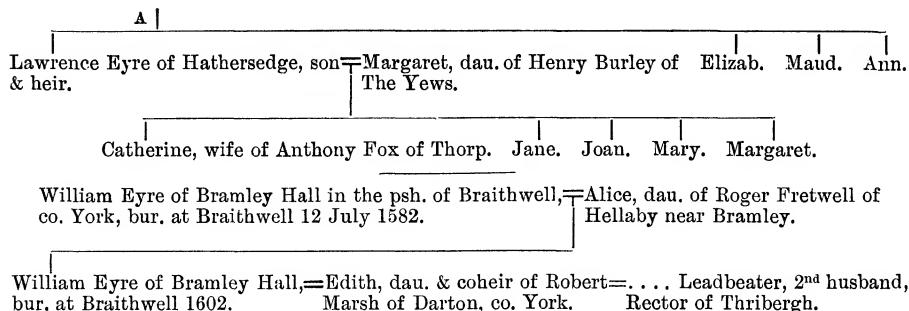 A
Lawrence Eyre of Hathersedge, son=Margaret, dau. of Henry Burley of Elizab. Maud. Ann.
& heir. The Yews.
Catherine, wife of Anthony Fox of Thorp. Jane. Joan. Mary. Margaret.
William Eyre of Bramley Hall in the psh. of Braithwell,=Alice, dau. of Roger Fretwell of
co. York, bur. at Braithwell 12 July 1582. Hellaby near Bramley.
William Eyre of Bramley Hall,=Edith, dau. & coheir of Robert=.... Leadbeater, 2nd husband,
bur. at Braithwell 1602. Marsh of Darton, co. York. Rector of Thribergh.